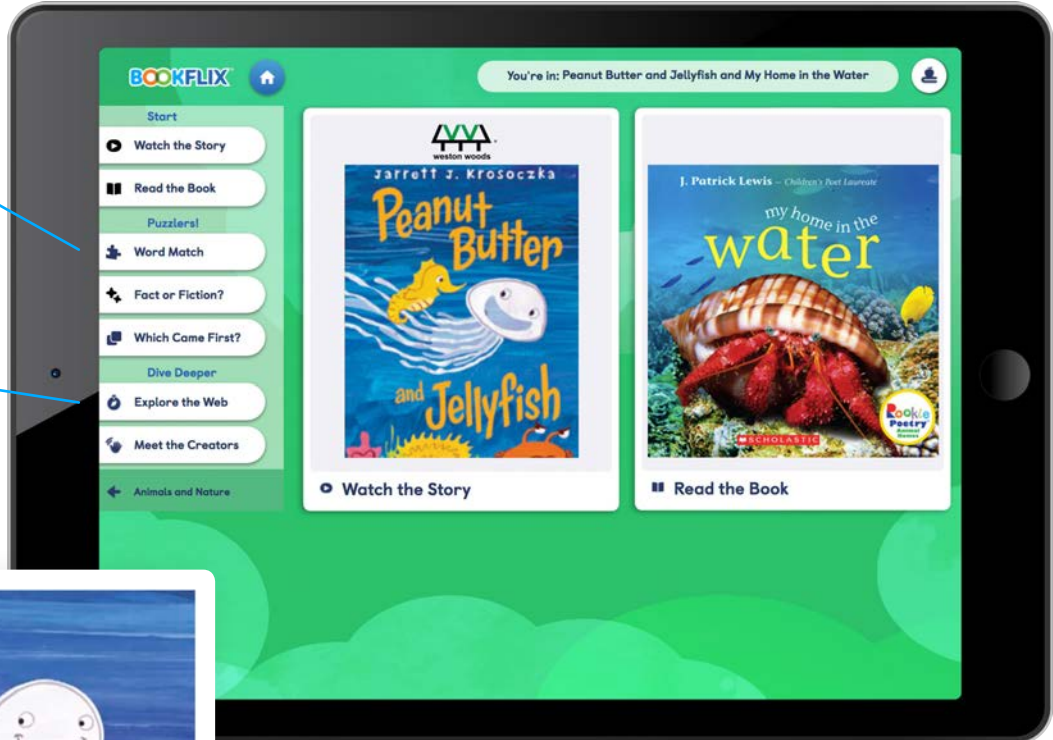 BOOKFLIX
You're in: Peanut Butter and Jellyfish and My Home in the Water
Start
Watch the Story
Read the Book
Puzzlers!
Word Match
Fact or Fiction?
Which Came First?
Dive Deeper
Explore the Web
Meet the Creators
Animals and Nature
weston woods
Jarrett J. Krosoczka
Peanut
Butter
and Jellyfish
Watch the Story
J. Patrick Lewis – Children's Poet Laureate
my home in the
water
Rookie
Poetry
Animal
Homes
SCHOLASTIC
Read the Book